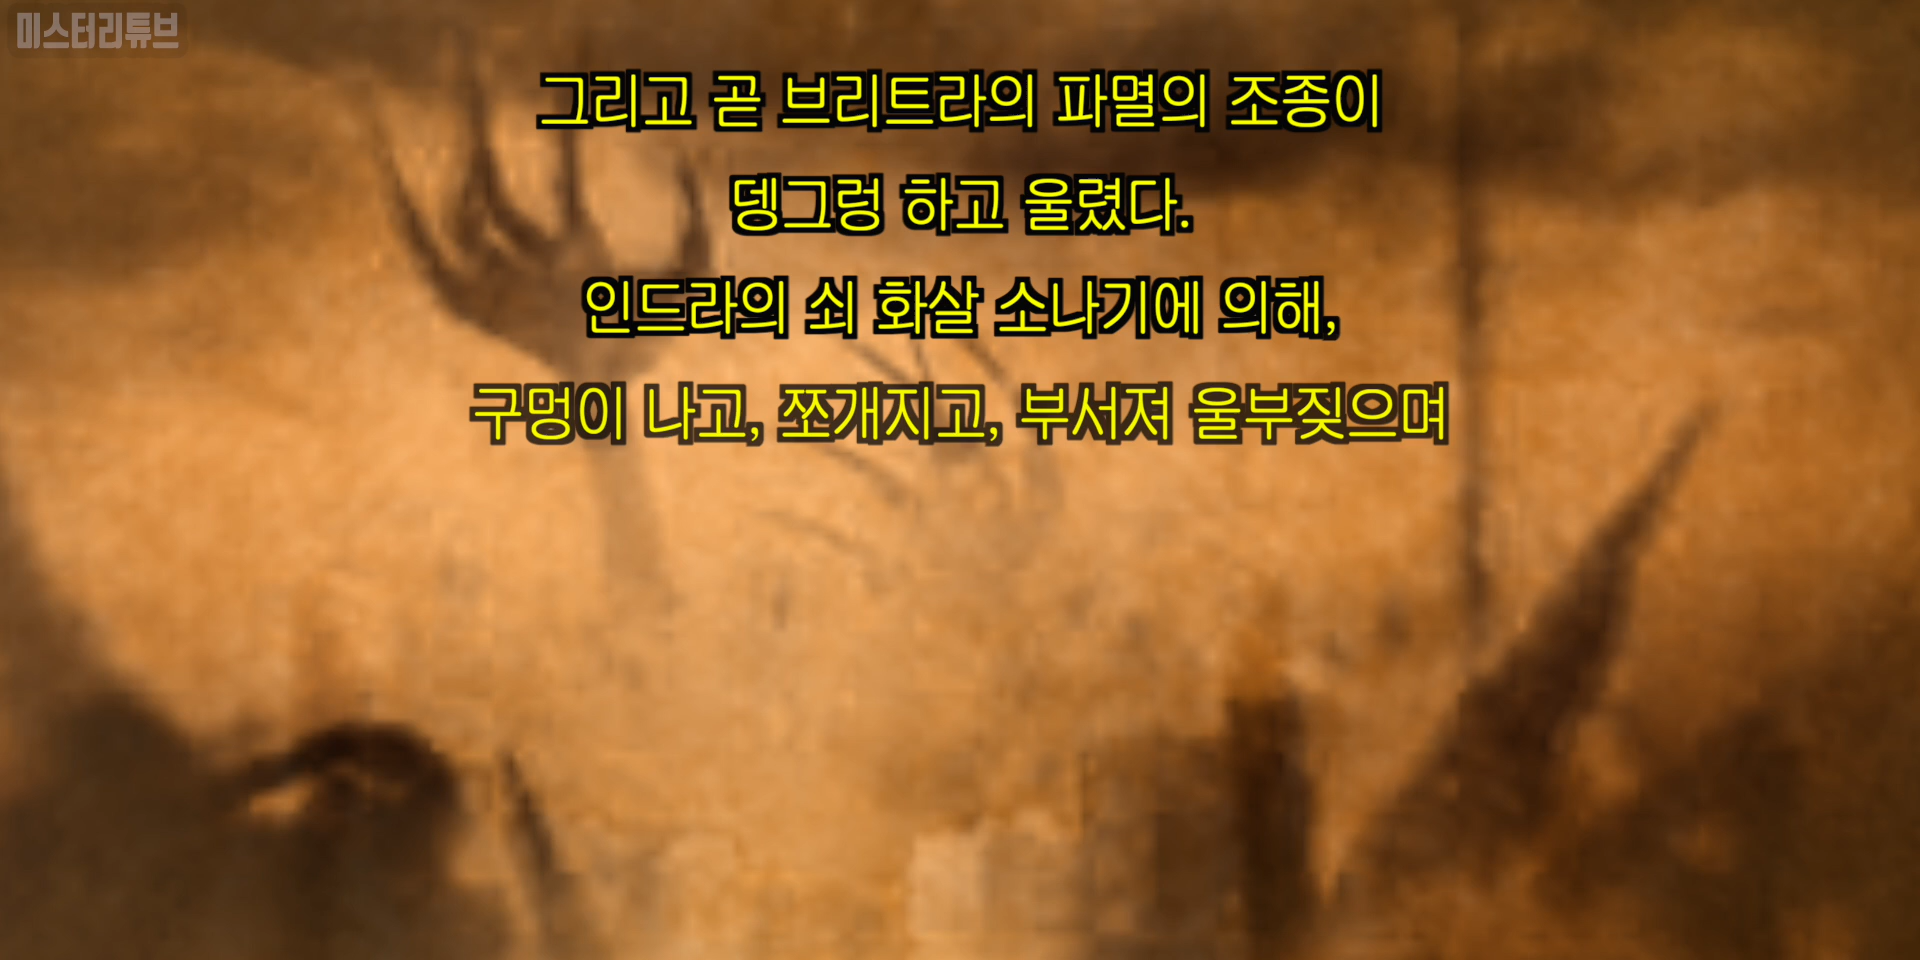 미스터리튜브
그리고 곧 브리트라의 파멸의 조종이
뎅그렁 하고 울렸다.
인드라의 쇠 화살 소나기에 의해,
구멍이 나고, 쪼개지고, 부서져 울부짖으며